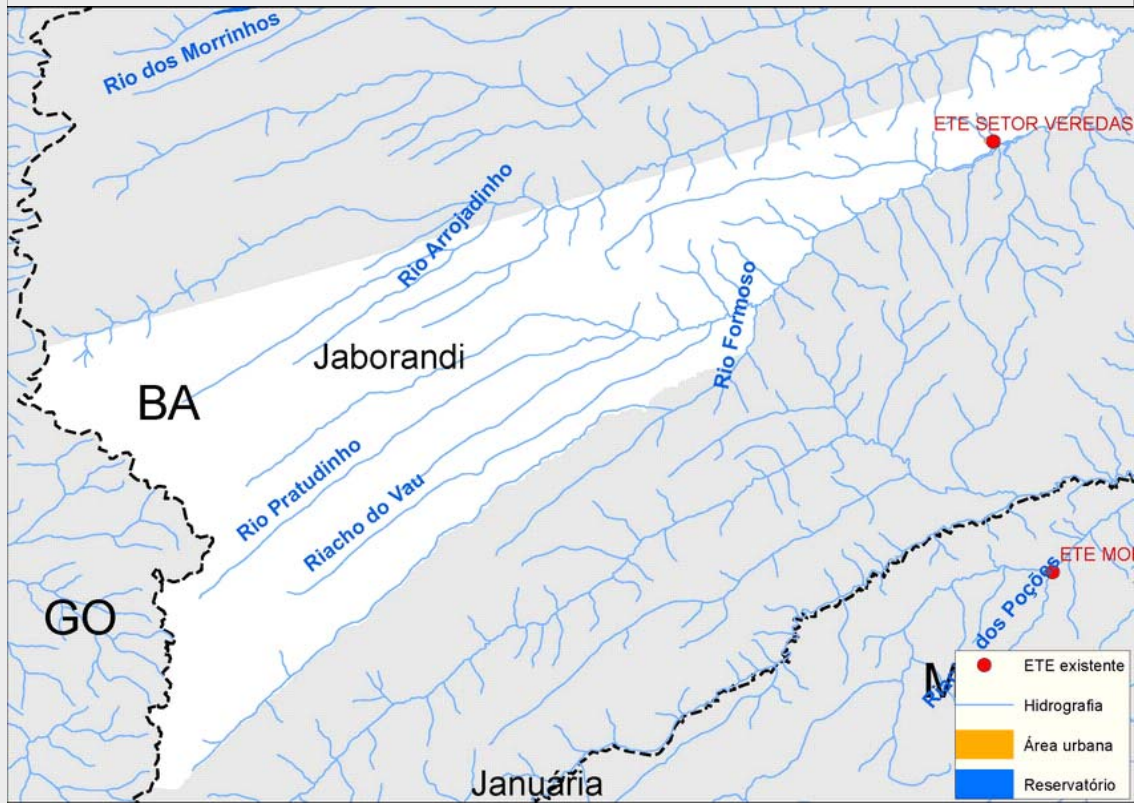 Rio dos Morrinhos
ETE SETOR VEREDAS
Rio Arrojadinho
Rio Formoso
Jaborandi
BA
Rio Pratudinho
Riacho do Vau
GO
ETE MO
dos Poções
M
Januária
ETE existente
Hidrografia
Área urbana
Reservatório